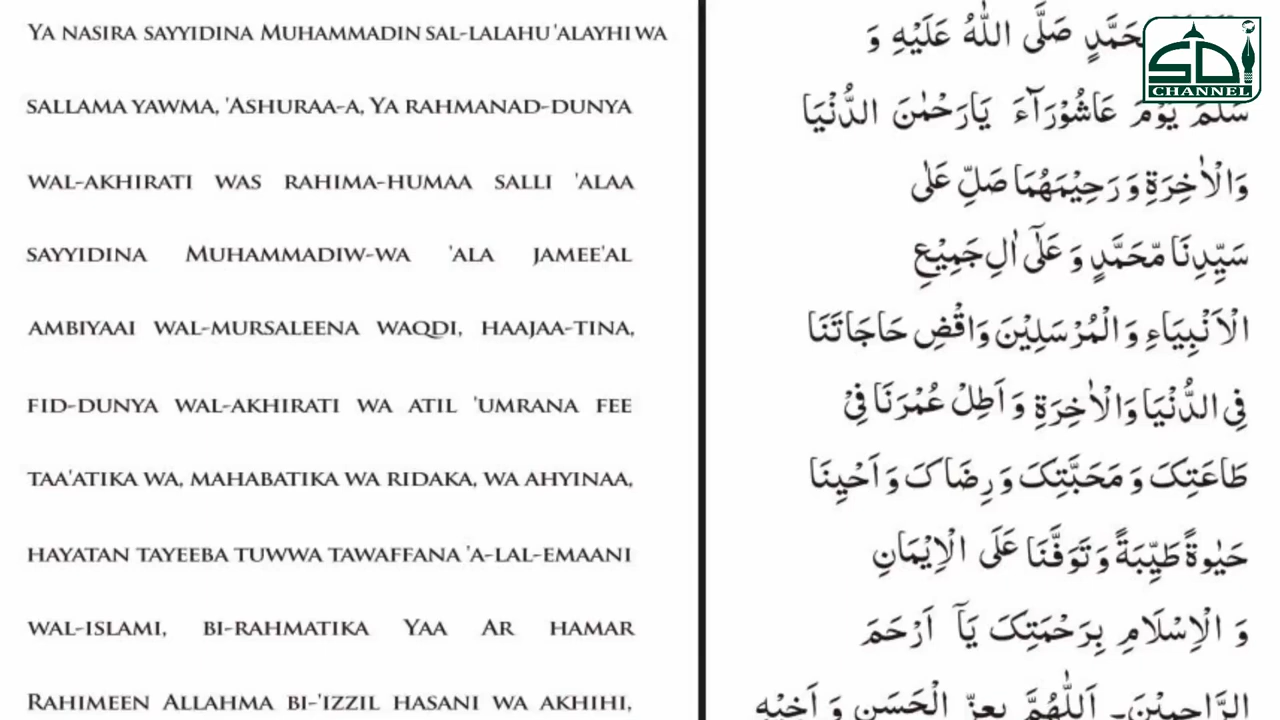 Ya nasira sayyidina Muhammadin sal-lalahu 'alayhi wa
sallama yawma, 'Ashuraa-a, Ya rahmanad-dunya
wal-akhirati was rahima-humaa salli 'alaa
sayyidina Muhammadiw-wa 'ala jamee'al
ambiyaai wal-mursaleena waqdi, haajaa-tina,
fid-dunya wal-akhirati wa atil 'umrana fee
taa'atika wa, mahabatika wa ridaka, wa ahyinaa,
hayatan tayeeba tuwwa tawaffana 'a-lal-emaani
wal-islami, bi-rahmatika Yaa Ar hamar
Rahimeen Allahma bi-'izzil hasani wa akhihi,
مُحَمَّدٍ صَلَّى اللّٰهُ عَلَيْهِ وَ
سَلَّمَ يَوْمَ عَاشُوْرَآءَ يَارَحْمٰنَ الدُّنْيَا
وَالْاٰخِرَةِ وَ رَحِيْمَهُمَا صَلِّ عَلٰى
سَيِّدِنَا مُّحَمَّدٍ وَ عَلٰٓى اٰلِ جَمِيْعِ
الْاَنْبِيَاءِ وَ الْمُرْسَلِيْنَ وَاقْضِ حَاجَاتَنَا
فِى الدُّنْيَا وَالْاٰخِرَةِ وَ اَطِلْ عُمْرَنَا فِىْ
طَاعَتِكَ وَ مَحَبَّتِكَ وَ رِضَاكَ وَ اَحْيِنَا
حَيٰوةً طَيِّبَةً وَ تَوَفَّنَا عَلَى الْاِيْمَانِ
وَ الْاِسْلَامِ بِرَحْمَتِكَ يَآ اَرْحَمَ
الرَّاحِمِيْنَ۔ اَللّٰهُمَّ بِعِزِّ الْحَسَنِ وَ اَخِيْهِ
SDI
CHANNEL